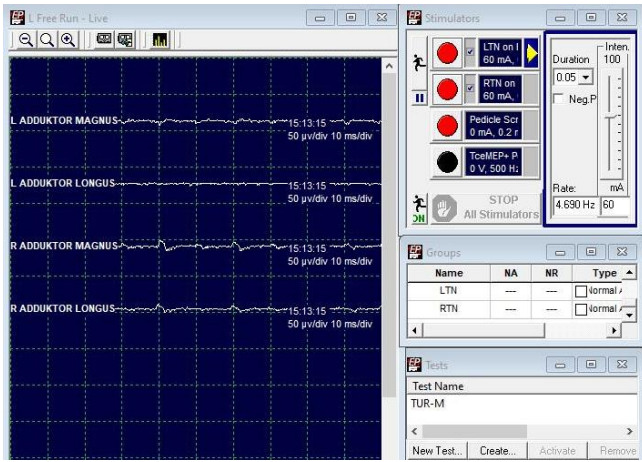 L Free Run - Live
L ADDUKTOR MAGNUS
15:13:15
50 µv/div 10 ms/div
L ADDUKTOR LONGUS
15:13:15
50 µv/div 10 ms/div
R ADDUKTOR MAGNUS
15:13:15
50 µv/div 10 ms/div
R ADDUKTOR LONGUS
15:13:15
50 µv/div 10 ms/div
Stimulators
LTN on
60 mA,
RTN on
60 mA,
Pedicle Scr
0 mA, 0.2 r
TceMEP+ P
0 V, 500 Hz
ON
STOP
All Stimulators
Duration
0.05
Neg.P
Inten.
100
Rate:
mA
4.690 Hz
60
Groups
Name NA NR Type
LTN --- --- Normal
RTN --- --- Normal
Tests
Test Name
TUR-M
New Test... Create... Activate Remove